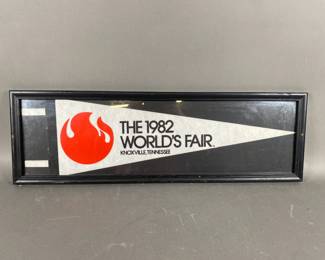 THE 1982
WORLD'S FAIR.
KNOXVILLE, TENNESSEE